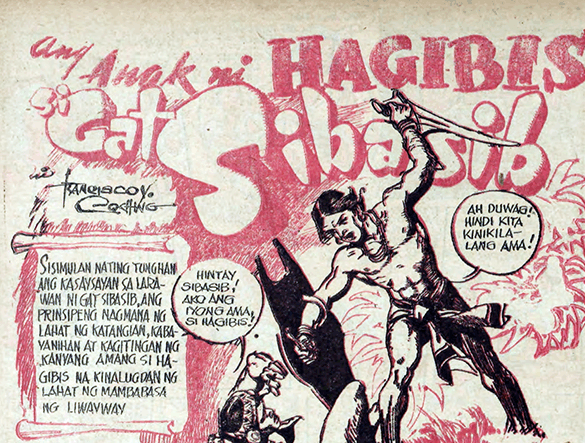 ang Anak ni HAGIBIS
si Gat Sibasib
ni
FRANCISCO V.
COCHING
SISIMULAN NATING TUNGHAN
ANG KASAYSAYAN SA LARA-
WAN NI GAT SIBASIB, ANG
PRINSIPENG NAGMANA NG
LAHAT NG KATANGIAN, KABA-
YANIHAN AT KAGITINGAN NG
KANYANG AMANG SI HA-
GIBIS NA KINALUGDAN NG
LAHAT NG MAMBABASA
NG LIWAYWAY
HINTAY
SIBASIB,
AKO ANG
IYONG AMA,
SI HAGIBIS!
AH DUWAG!
HINDI KITA
KINIKILA-
LANG AMA!